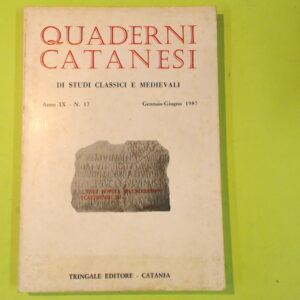 QUADERNI
CATANESI
DI STUDI CLASSICI E MEDIEVALI
Anno IX - N. 17 Gennaio-Giugno 1987
TRINGALE EDITORE - CATANIA